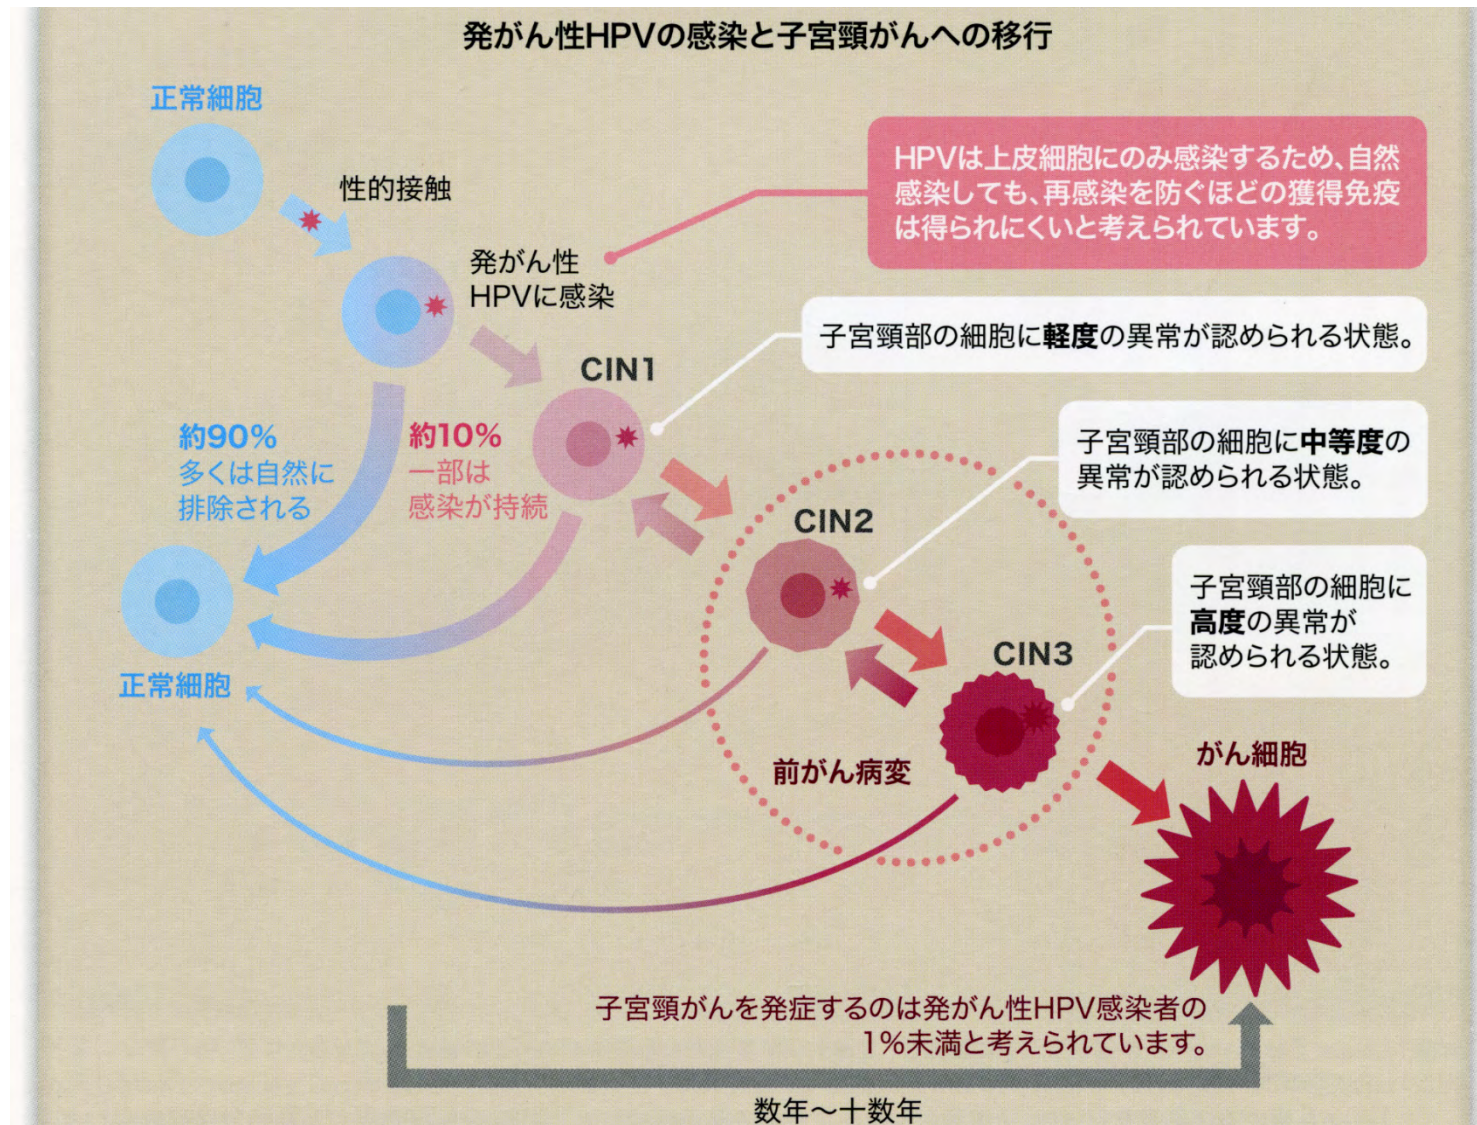 発がん性HPVの感染と子宮頸がんへの移行
正常細胞
性的接触
発がん性
HPVに感染
HPVは上皮細胞にのみ感染するため、自然
感染しても、再感染を防ぐほどの獲得免疫
は得られにくいと考えられています。
子宮頸部の細胞に軽度の異常が認められる状態。
CIN1
約90%
多くは自然に
排除される
約10%
一部は
感染が持続
子宮頸部の細胞に中等度の
異常が認められる状態。
CIN2
子宮頸部の細胞に
高度の異常が
認められる状態。
CIN3
正常細胞
前がん病変
がん細胞
子宮頸がんを発症するのは発がん性HPV感染者の
1%未満と考えられています。
数年〜十数年